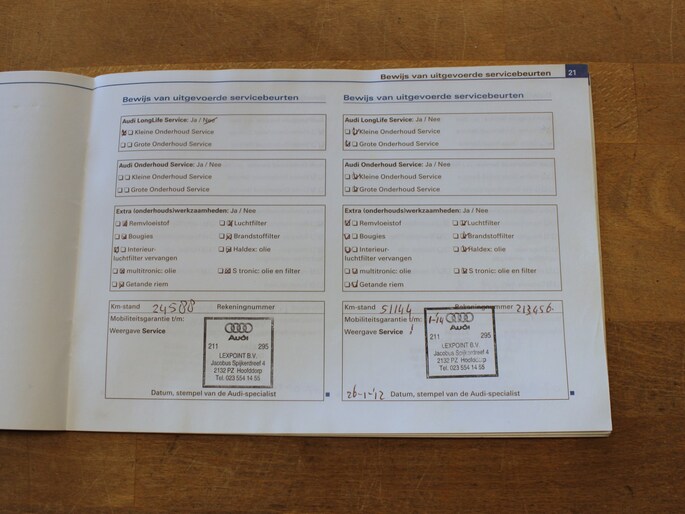 Bewijs van uitgevoerde servicebeurten 21
Bewijs van uitgevoerde servicebeurten
Audi LongLife Service: Ja / Nee
Kleine Onderhoud Service
Grote Onderhoud Service
Audi Onderhoud Service: Ja / Nee
Kleine Onderhoud Service
Grote Onderhoud Service
Extra (onderhouds)werkzaamheden: Ja / Nee
Remvloeistof Luchtfilter
Bougies Brandstoffilter
Interieur- Haldex: olie
luchtfilter vervangen
multitronic: olie S tronic: olie en filter
Getande riem
Km-stand 24588 Rekeningnummer
Mobiliteitsgarantie t/m:
Weergave Service
Audi
211 295
LEXPOINT B.V.
Jacobus Spijkerdreef 4
2132 PZ Hoofddorp
Tel. 023 554 14 55
Datum, stempel van de Audi-specialist
Bewijs van uitgevoerde servicebeurten
Audi LongLife Service: Ja / Nee
Kleine Onderhoud Service
Grote Onderhoud Service
Audi Onderhoud Service: Ja / Nee
Kleine Onderhoud Service
Grote Onderhoud Service
Extra (onderhouds)werkzaamheden: Ja / Nee
Remvloeistof Luchtfilter
Bougies Brandstoffilter
Interieur- Haldex: olie
luchtfilter vervangen
multitronic: olie S tronic: olie en filter
Getande riem
Km-stand 51144 Rekeningnummer 213456
Mobiliteitsgarantie t/m: 1-14
Weergave Service
Audi
211 295
LEXPOINT B.V.
Jacobus Spijkerdreef 4
2132 PZ Hoofddorp
Tel. 023 554 14 55
26-1-'12 Datum, stempel van de Audi-specialist